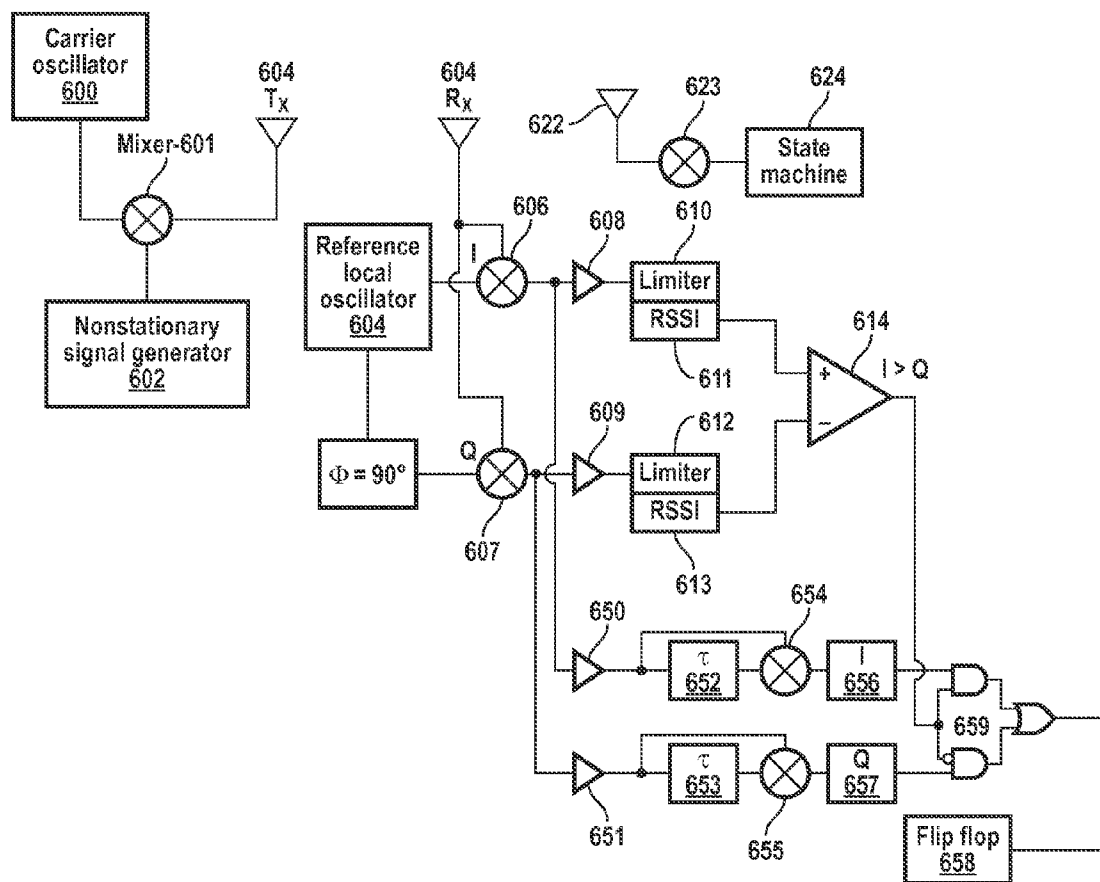 Carrier
oscillator
600
604
Tx
604
Rx
622
623
624
State
machine
Mixer-601
Nonstationary
signal generator
602
Reference
local
oscillator
604
I
606
608
610
Limiter
RSSI
611
614
I > Q
+
−
Φ = 90°
Q
607
609
612
Limiter
RSSI
613
650
τ
652
654
I
656
659
651
τ
653
655
Q
657
Flip flop
658